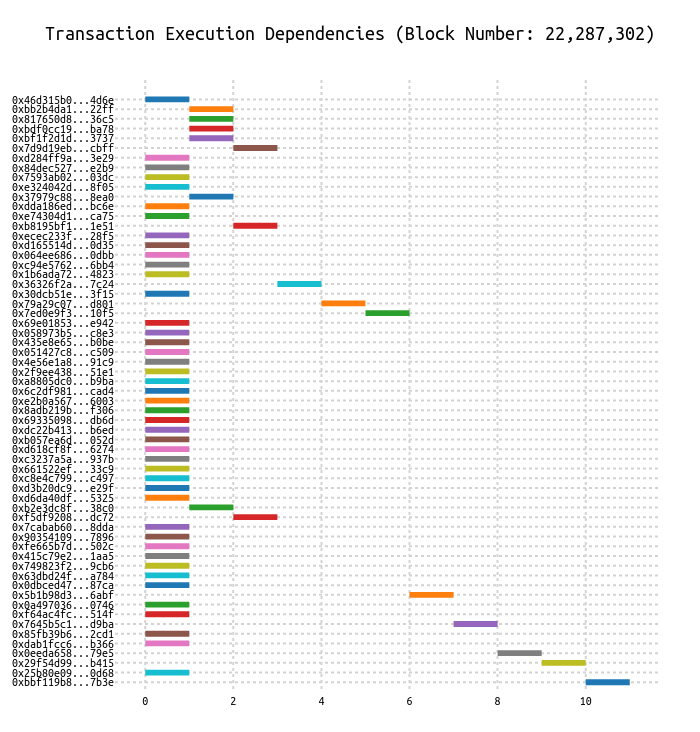 Transaction Execution Dependencies (Block Number: 22,287,302)
0x46d315b0...4d6e
0xbb2b4da1...22ff
0x817650d8...36c5
0xbdf0cc19...ba78
0xbf1f2d1d...3737
0x7d9d19eb...cbff
0xd284ff9a...3e29
0x84dec527...e2b9
0x7593ab02...03dc
0xe324042d...8f05
0x37979c88...8ea0
0xdda186ed...bc6e
0xe74304d1...ca75
0xb8195bf1...1e51
0xecec233f...28f5
0xd165514d...0d35
0x064ee686...0dbb
0xc94e5762...6bb4
0x1b6ada72...4823
0x36326f2a...7c24
0x30dcb51e...3f15
0x79a29c07...d801
0x7ed0e9f3...10f5
0x69e01853...e942
0x058973b5...c8e3
0x435e8e65...b0be
0x051427c8...c509
0x4e56e1a8...91c9
0x2f9ee438...51e1
0xa8805dc0...b9ba
0x6c2df981...cad4
0xe2b0a567...6003
0x8adb219b...f306
0x69335098...db6d
0xdc22b413...b6ed
0xb057ea6d...052d
0xd618cf8f...6274
0xc3237a5a...937b
0x661522ef...33c9
0xc8e4c799...c497
0xd3b20dc9...e29f
0xd6da40df...5325
0xb2e3dc8f...38c0
0xf5df9208...dc72
0x7cabab60...8dda
0x90354109...7896
0xfe665b7d...502c
0x415c79e2...1aa5
0x749823f2...9cb6
0x63dbd24f...a784
0x0dbced47...87ca
0x5b1b98d3...6abf
0x0a497036...0746
0xf64ac4fc...514f
0x7645b5c1...d9ba
0x85fb39b6...2cd1
0xdab1fcc6...b366
0x0eeda658...79e5
0x29f54d99...b415
0x25b80e09...0d68
0xbbf119b8...7b3e
0 2 4 6 8 10